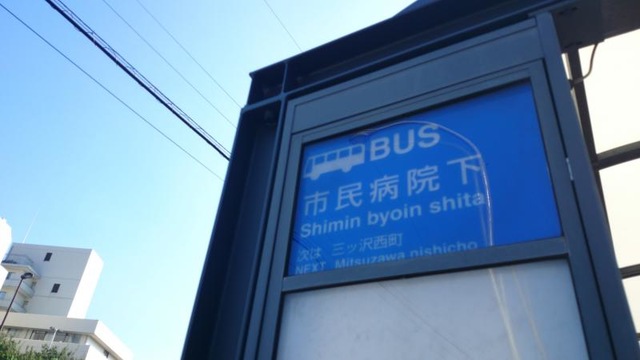 BUS
市民病院下
Shimin byoin shita
次は 三ッ沢西町
NEXT Mitsuzawa nishicho